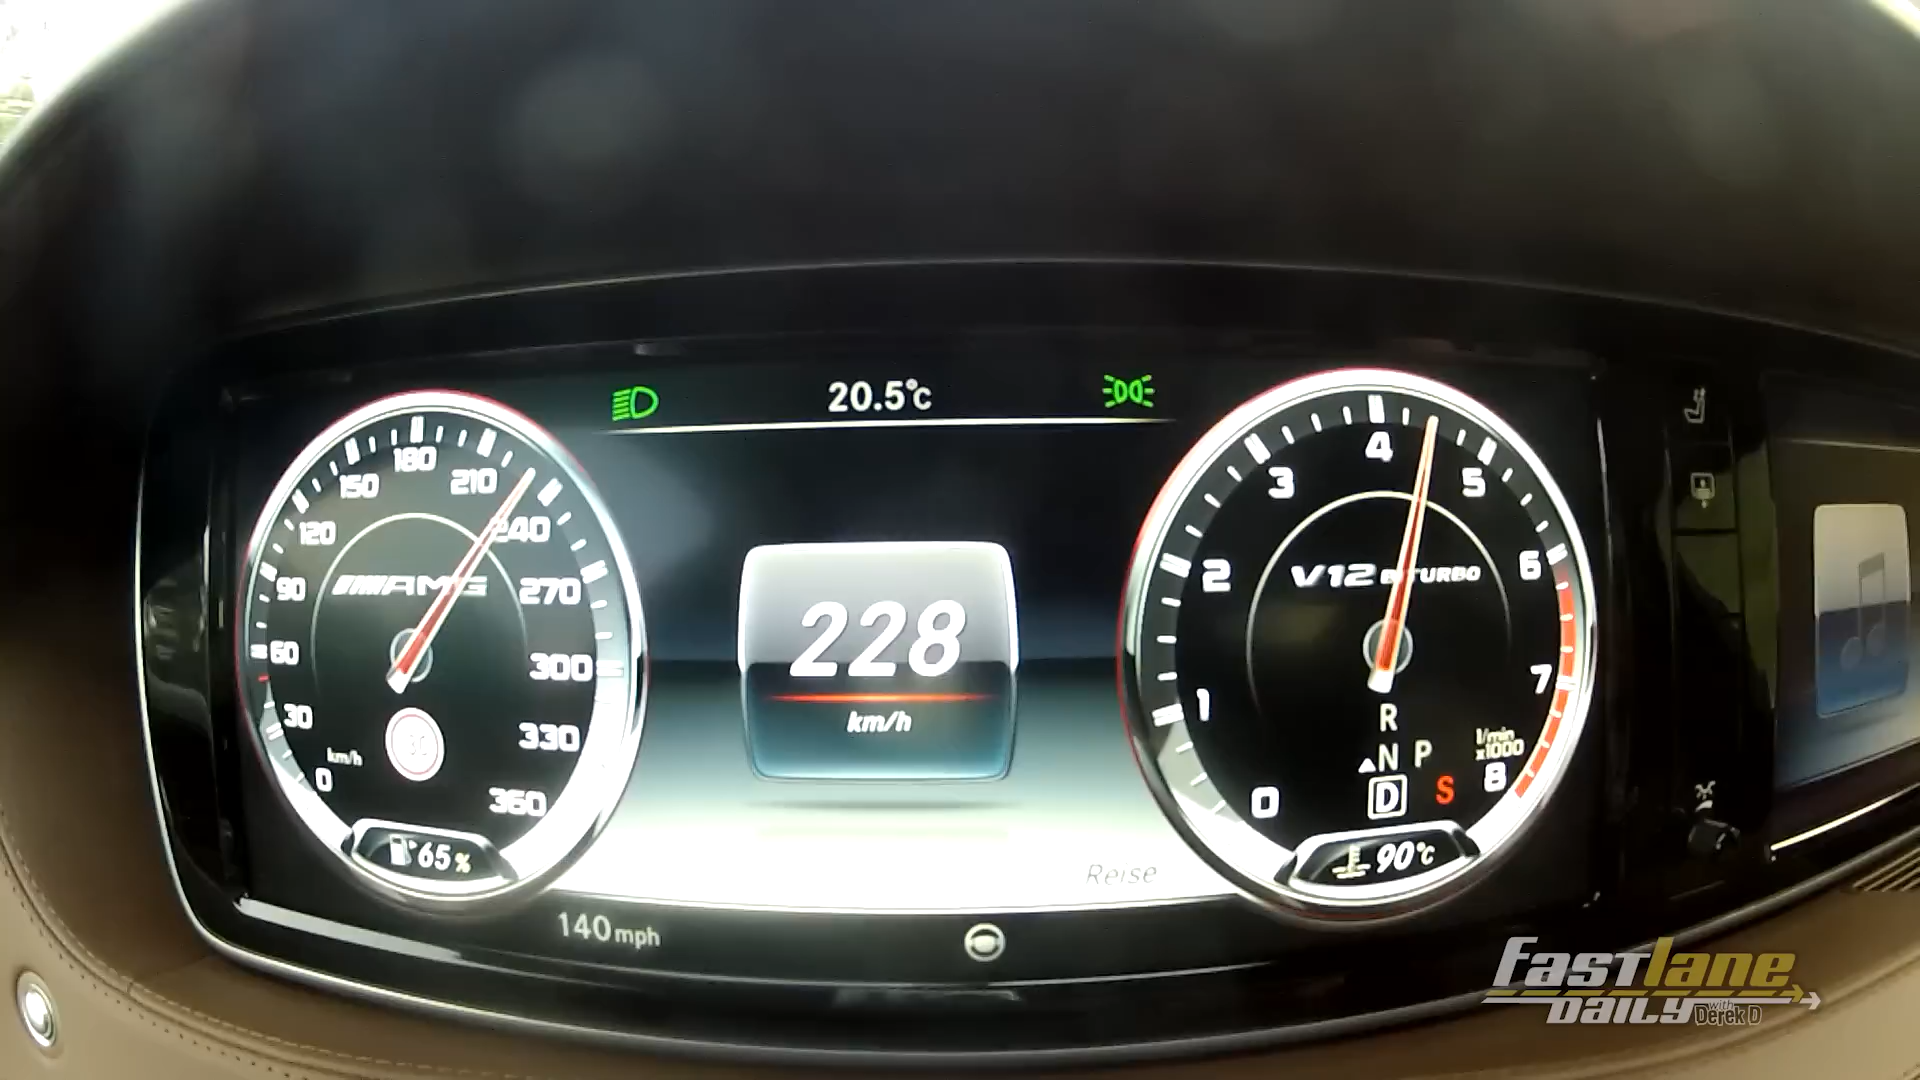 20.5°C
180
150
210
120
240
90
AMG
270
60
300
30
330
km/h
0
360
65%
228
km/h
Reise
140 mph
4
3
5
2
6
V12 BITURBO
1
7
R
N P
D S
l/min
x1000
0
8
90°C
Fastlane
Daily
with
Derek D